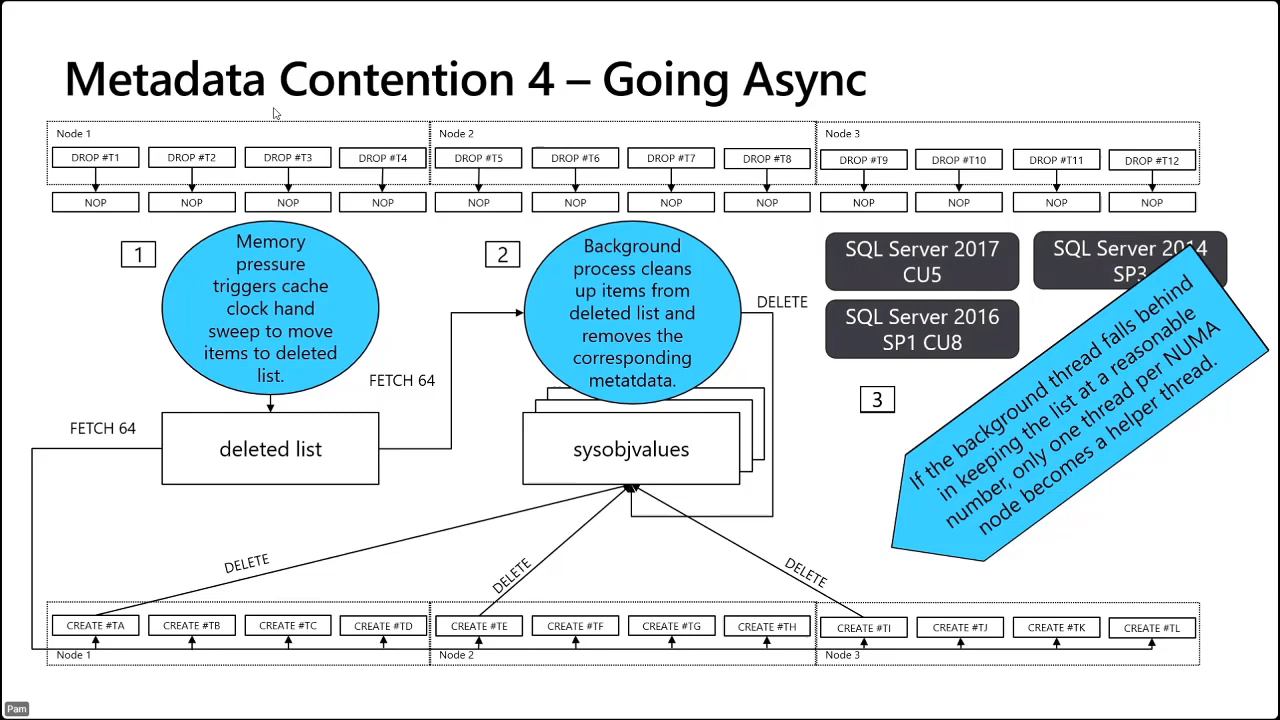 Metadata Contention 4 – Going Async
Node 1
Node 2
Node 3
DROP #T1
DROP #T2
DROP #T3
DROP #T4
DROP #T5
DROP #T6
DROP #T7
DROP #T8
DROP #T9
DROP #T10
DROP #T11
DROP #T12
NOP
NOP
NOP
NOP
NOP
NOP
NOP
NOP
NOP
NOP
NOP
NOP
1
Memory
pressure
triggers cache
clock hand
sweep to move
items to deleted
list.
2
Background
process cleans
up items from
deleted list and
removes the
corresponding
metatdata.
DELETE
SQL Server 2017
CU5
SQL Server 2014
SP3
SQL Server 2016
SP1 CU8
3
If the background thread falls behind
in keeping the list at a reasonable
number, only one thread per NUMA
node becomes a helper thread.
FETCH 64
FETCH 64
deleted list
sysobjvalues
DELETE
DELETE
DELETE
CREATE #TA
CREATE #TB
CREATE #TC
CREATE #TD
CREATE #TE
CREATE #TF
CREATE #TG
CREATE #TH
CREATE #TI
CREATE #TJ
CREATE #TK
CREATE #TL
Node 1
Node 2
Node 3
Pam